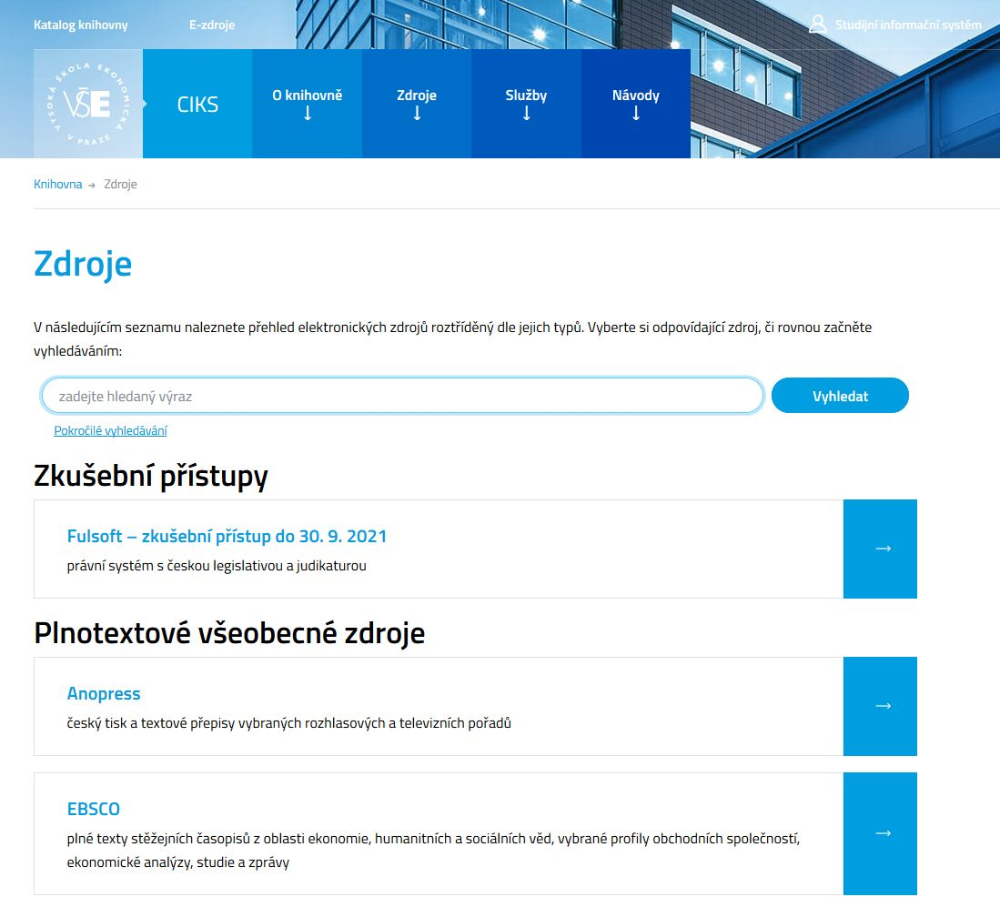 Katalog knihovny
E-zdroje
Studijní informační systém
VYSOKÁ ŠKOLA EKONOMICKÁ V PRAZE
VŠE
CIKS
O knihovně
Zdroje
Služby
Návody
Knihovna → Zdroje
Zdroje
V následujícím seznamu naleznete přehled elektronických zdrojů roztříděný dle jejich typů. Vyberte si odpovídající zdroj, či rovnou začněte
vyhledáváním:
zadejte hledaný výraz
Vyhledat
Pokročilé vyhledávání
Zkušební přístupy
Fulsoft – zkušební přístup do 30. 9. 2021
právní systém s českou legislativou a judikaturou
Plnotextové všeobecné zdroje
Anopress
český tisk a textové přepisy vybraných rozhlasových a televizních pořadů
EBSCO
plné texty stěžejních časopisů z oblasti ekonomie, humanitních a sociálních věd, vybrané profily obchodních společností,
ekonomické analýzy, studie a zprávy